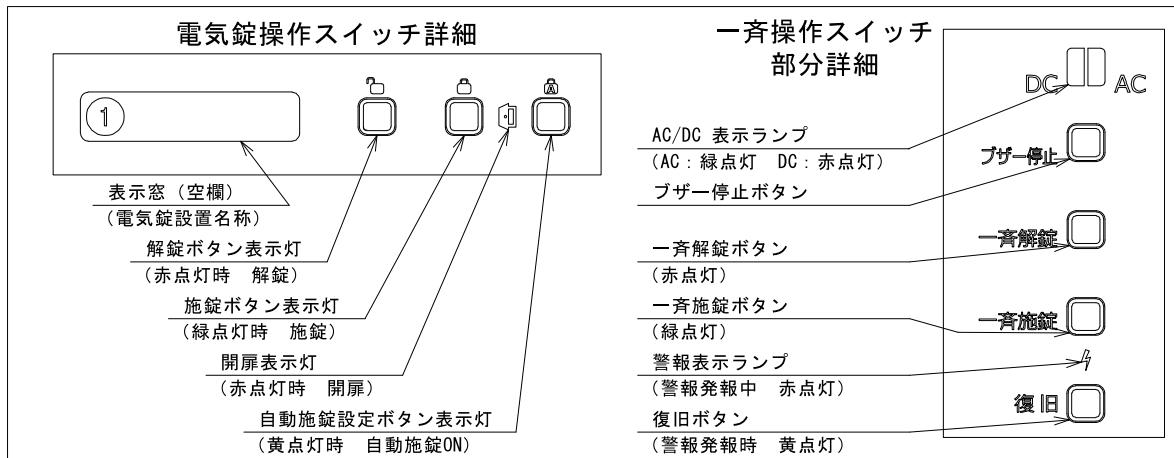 電気錠操作スイッチ詳細
1
A
表示窓（空欄）
(電気錠設置名称)
解錠ボタン表示灯
(赤点灯時　解錠)
施錠ボタン表示灯
(緑点灯時　施錠)
開扉表示灯
(赤点灯時　開扉)
自動施錠設定ボタン表示灯
(黄点灯時　自動施錠ON)
一斉操作スイッチ
部分詳細
DC AC
AC/DC 表示ランプ
(AC：緑点灯　DC：赤点灯)
ブザー停止
ブザー停止ボタン
一斉解錠
一斉解錠ボタン
(赤点灯)
一斉施錠
一斉施錠ボタン
(緑点灯)
警報表示ランプ
(警報発報中　赤点灯)
復旧
復旧ボタン
(警報発報時　黄点灯)